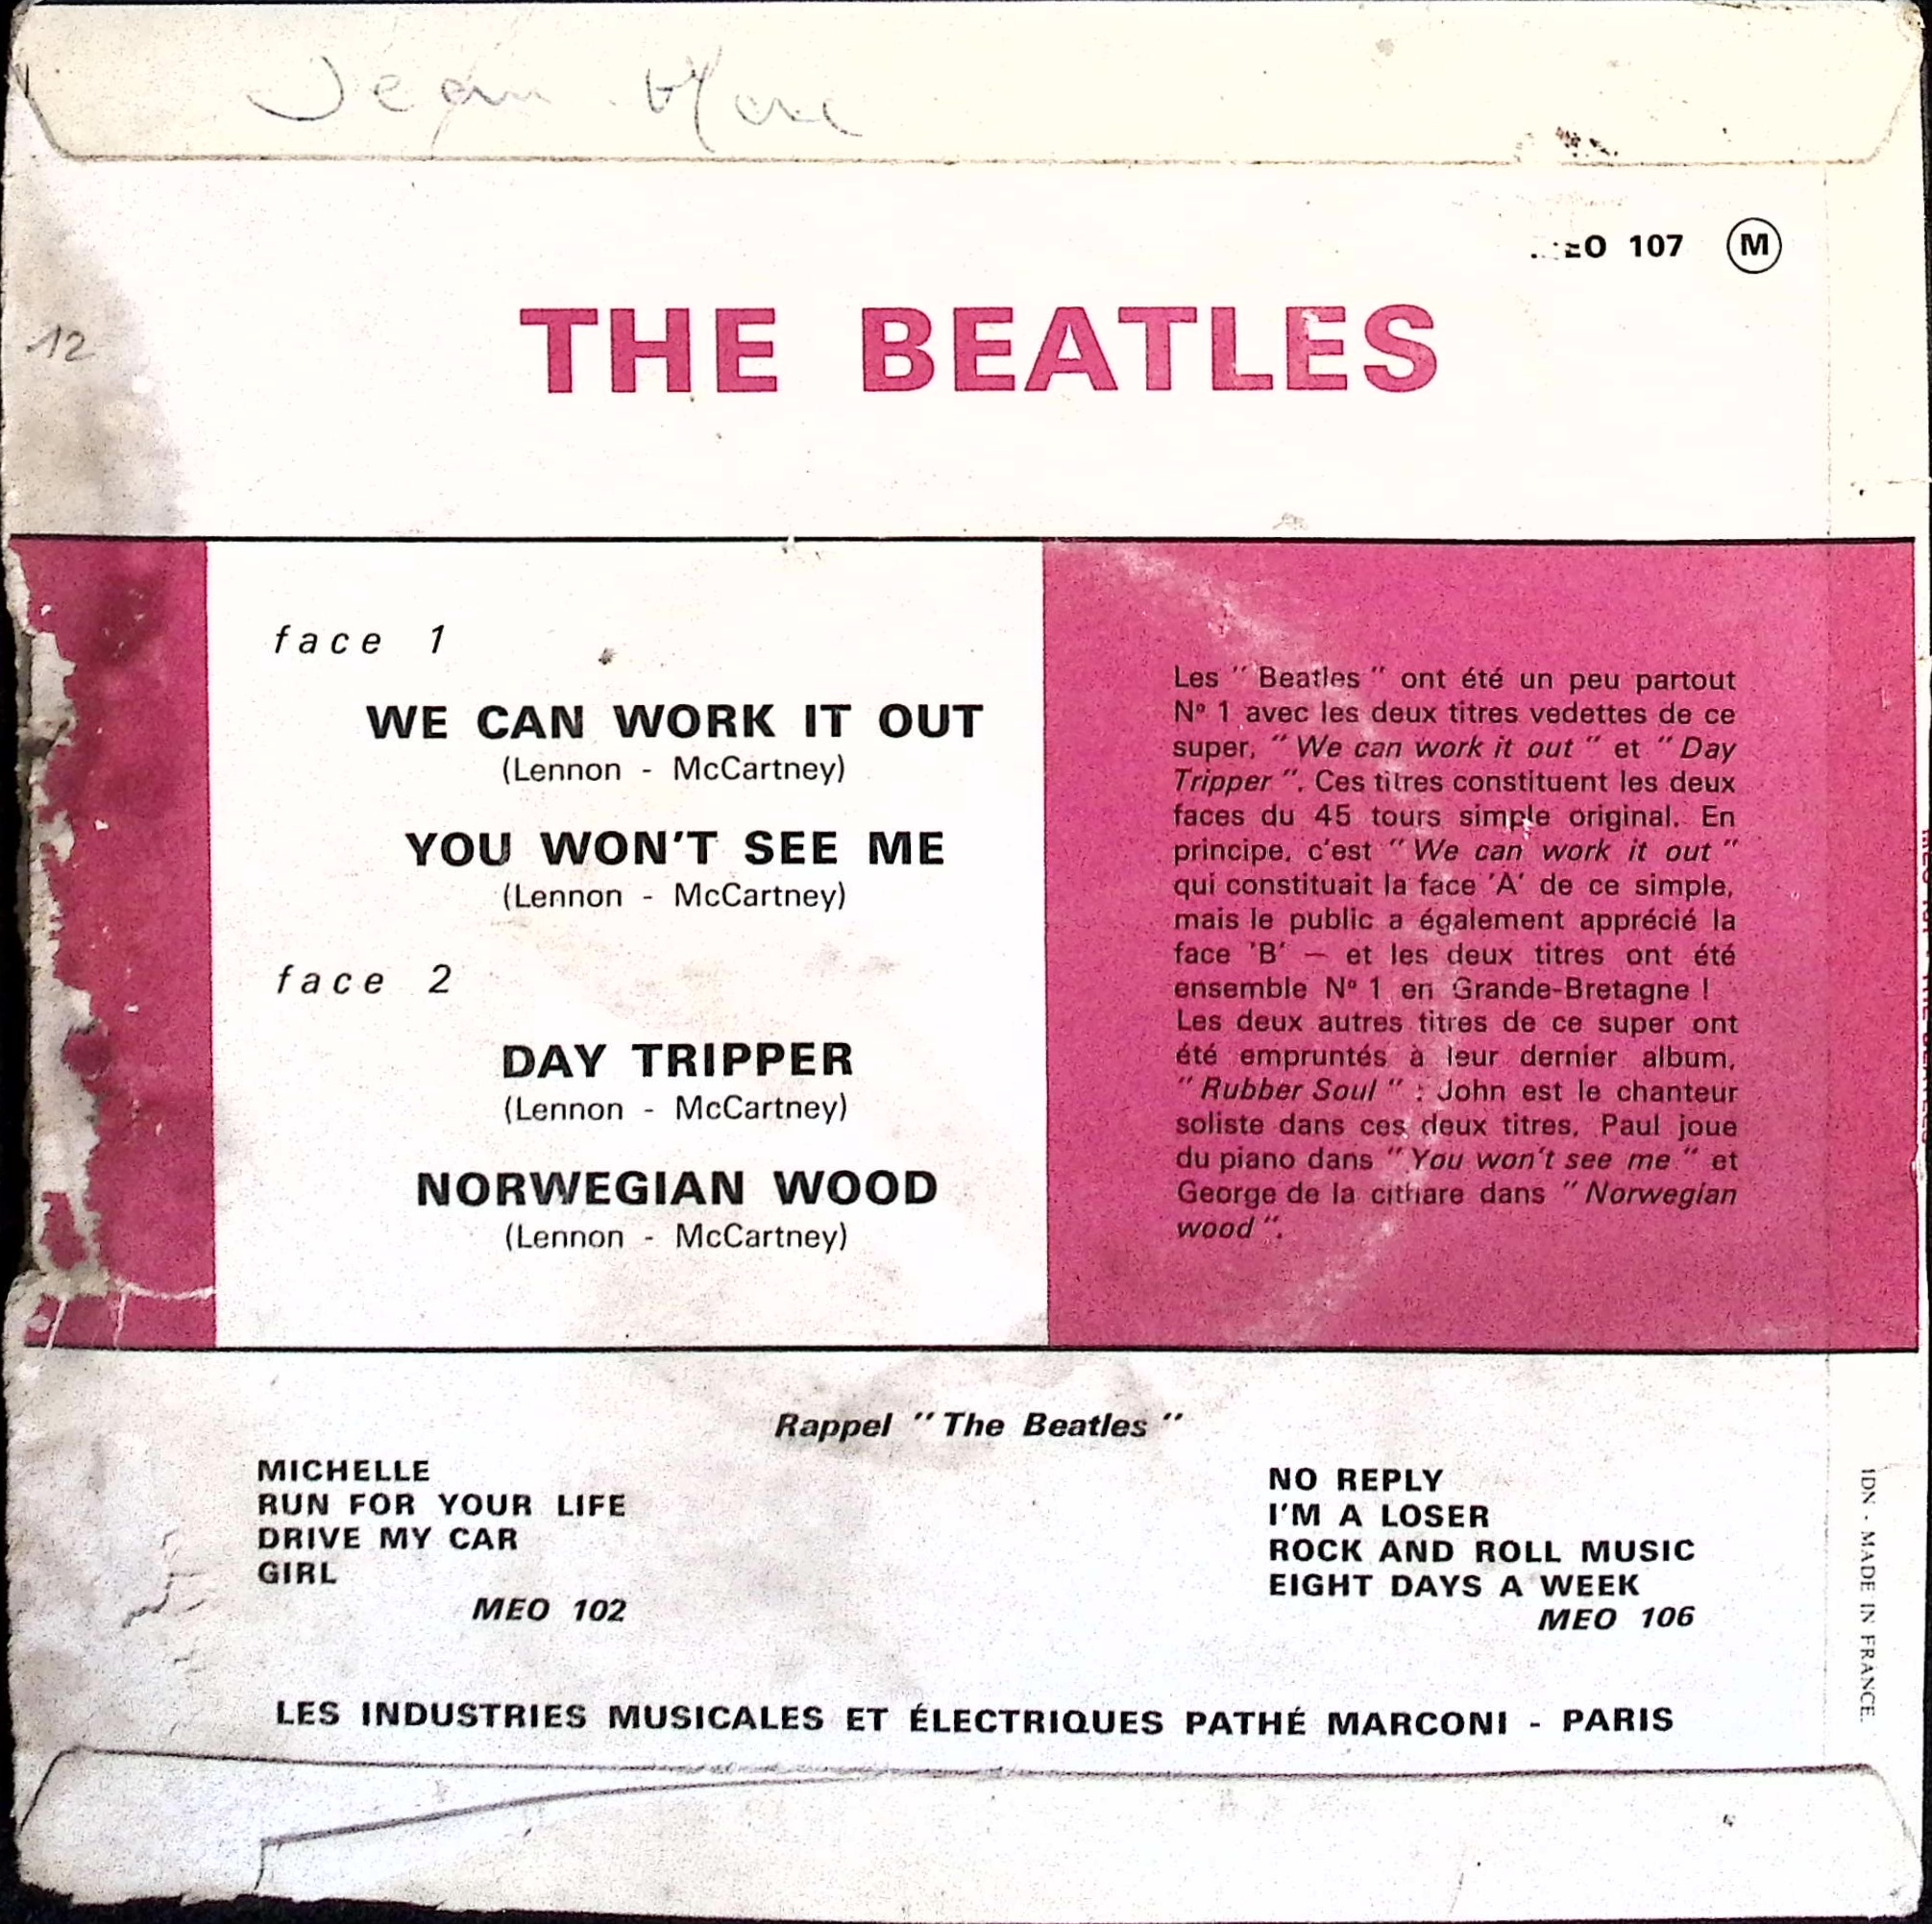 Jean Marc
EO 107 M
12
THE BEATLES
face 1
WE CAN WORK IT OUT
(Lennon - McCartney)
YOU WON'T SEE ME
(Lennon - McCartney)
face 2
DAY TRIPPER
(Lennon - McCartney)
NORWEGIAN WOOD
(Lennon - McCartney)
Les " Beatles " ont été un peu partout
Nº 1 avec les deux titres vedettes de ce
super, " We can work it out " et " Day
Tripper ". Ces titres constituent les deux
faces du 45 tours simple original. En
principe, c'est " We can work it out "
qui constituait la face 'A' de ce simple,
mais le public a également apprécié la
face 'B' — et les deux titres ont été
ensemble Nº 1 en Grande-Bretagne !
Les deux autres titres de ce super ont
été empruntés à leur dernier album,
" Rubber Soul " : John est le chanteur
soliste dans ces deux titres, Paul joue
du piano dans " You won't see me " et
George de la cithare dans " Norwegian
wood ".
Rappel " The Beatles "
MICHELLE
RUN FOR YOUR LIFE
DRIVE MY CAR
GIRL
MEO 102
NO REPLY
I'M A LOSER
ROCK AND ROLL MUSIC
EIGHT DAYS A WEEK
MEO 106
IDN - MADE IN FRANCE.
LES INDUSTRIES MUSICALES ET ÉLECTRIQUES PATHÉ MARCONI - PARIS